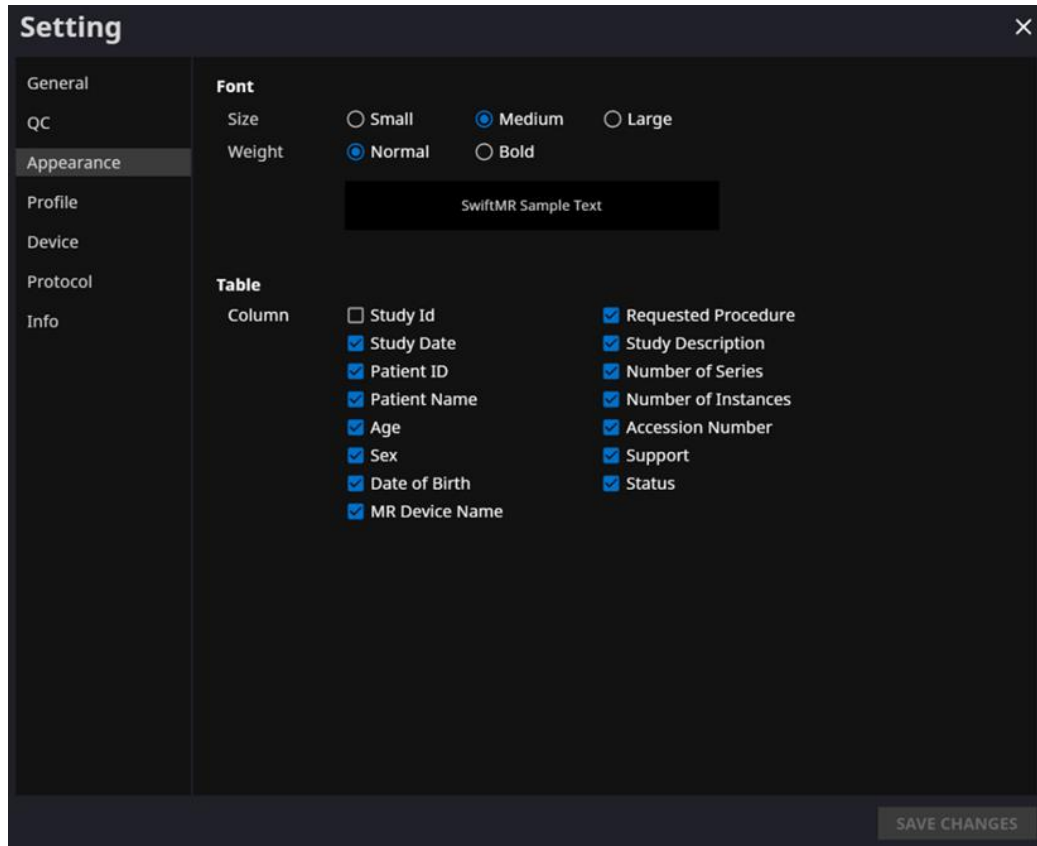 Setting
General
QC
Appearance
Profile
Device
Protocol
Info
Font
Size Small Medium Large
Weight Normal Bold
SwiftMR Sample Text
Table
Column Study Id Requested Procedure
Study Date Study Description
Patient ID Number of Series
Patient Name Number of Instances
Age Accession Number
Sex Support
Date of Birth Status
MR Device Name
SAVE CHANGES